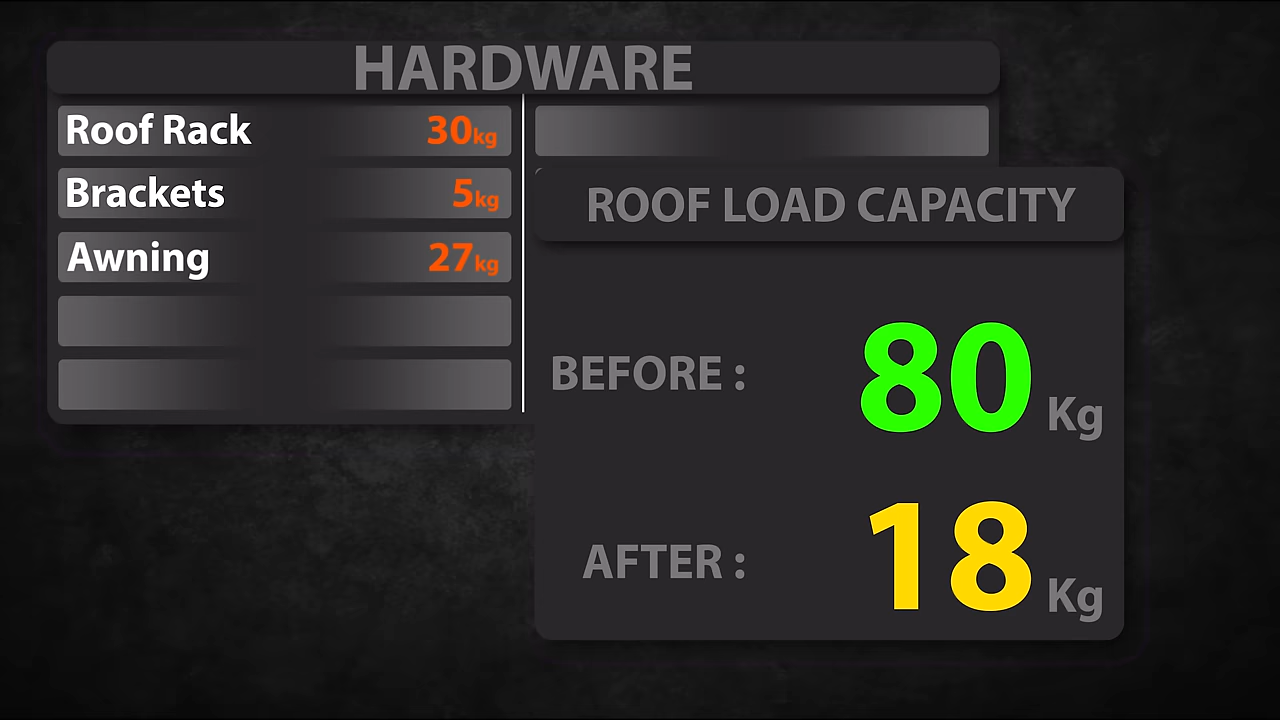 HARDWARE
Roof Rack 30kg
Brackets 5kg
Awning 27kg
ROOF LOAD CAPACITY
BEFORE : 80 Kg
AFTER : 18 Kg